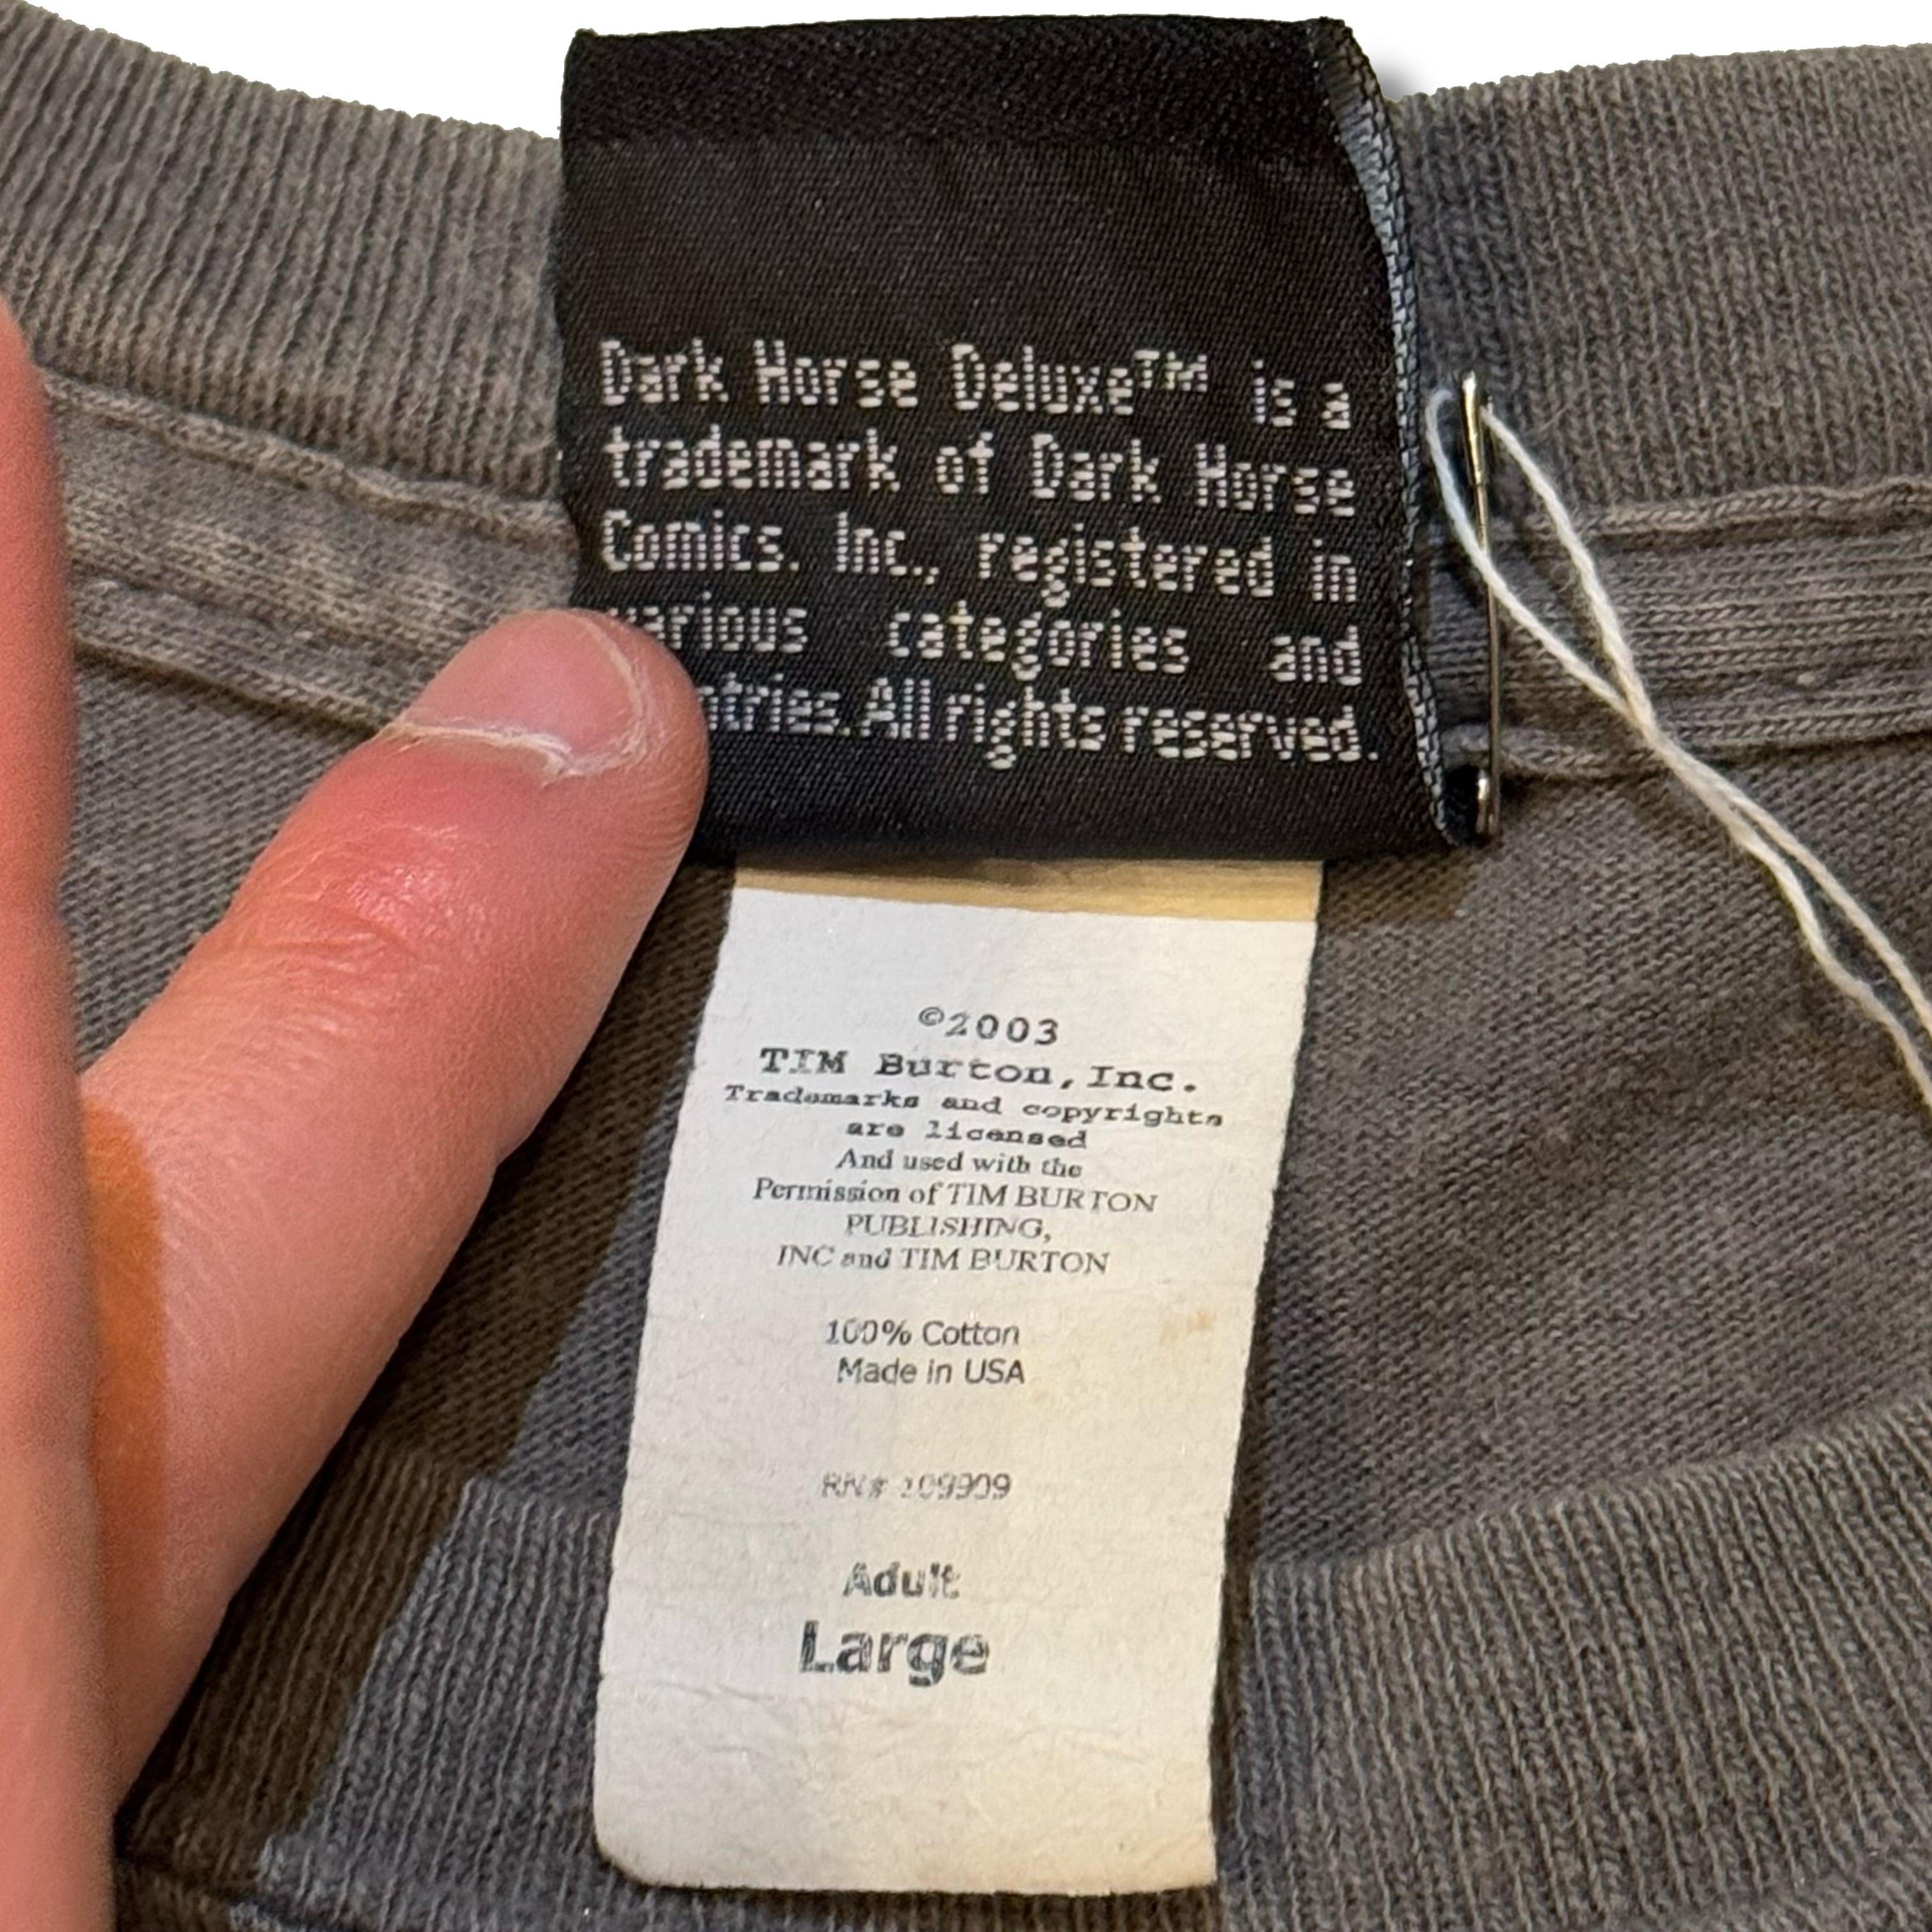 Dark Horse Deluxe™ is a
trademark of Dark Horse
Comics. Inc., registered in
various categories and
ntries. All rights reserved.
©2003
TIM Burton, Inc.
Trademarks and copyrights
are licensed
And used with the
Permission of TIM BURTON
PUBLISHING,
INC and TIM BURTON
100% Cotton
Made in USA
RN# 109909
Adult
Large